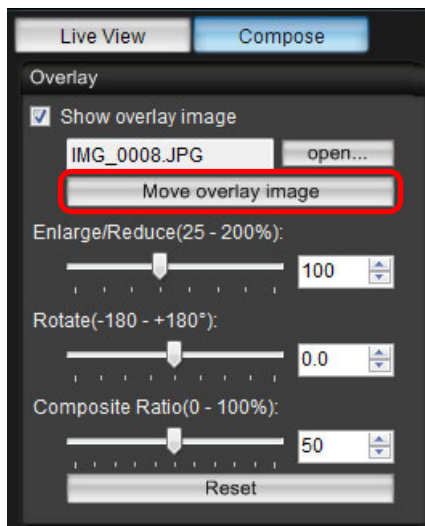 Live View Compose
Overlay
Show overlay image
IMG_0008.JPG open...
Move overlay image
Enlarge/Reduce(25 - 200%):
100
Rotate(-180 - +180°):
0.0
Composite Ratio(0 - 100%):
50
Reset